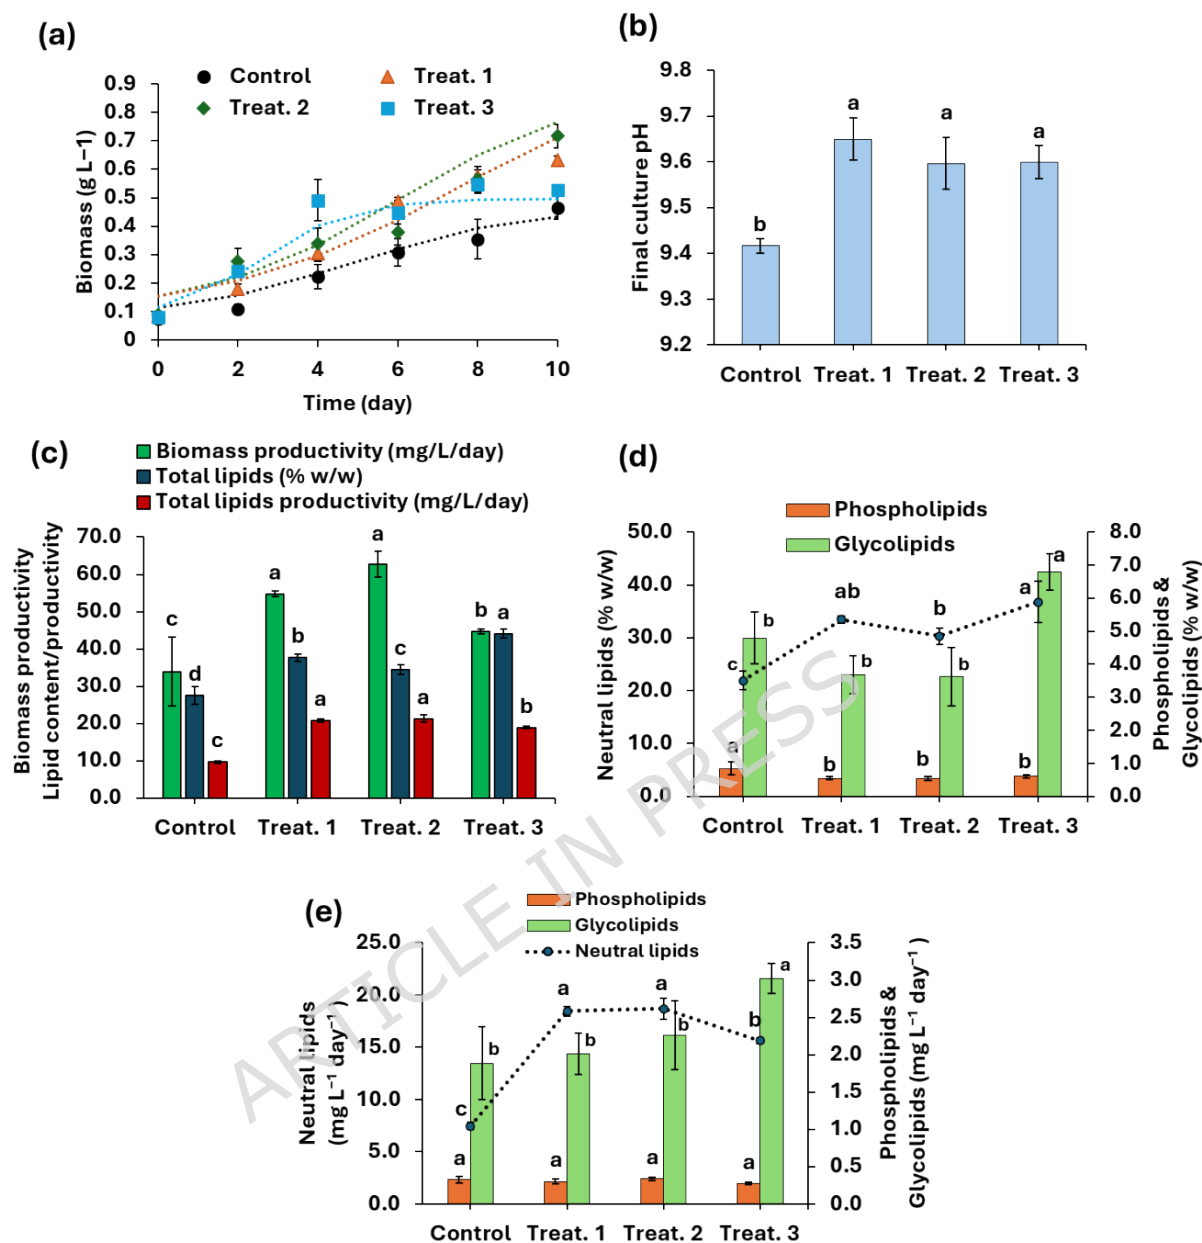 (a)
Control
Treat. 1
Treat. 2
Treat. 3
Biomass (g L−1)
0.9
0.8
0.7
0.6
0.5
0.4
0.3
0.2
0.1
0
0 2 4 6 8 10
Time (day)
(b)
Final culture pH
9.8
9.7
9.6
9.5
9.4
9.3
9.2
b a a a
Control Treat. 1 Treat. 2 Treat. 3
(c)
Biomass productivity (mg/L/day)
Total lipids (% w/w)
Total lipids productivity (mg/L/day)
Biomass productivity
Lipid content/productivity
70.0
60.0
50.0
40.0
30.0
20.0
10.0
0.0
c d c
a b a
a c a
b a b
Control Treat. 1 Treat. 2 Treat. 3
(d)
Phospholipids
Glycolipids
Neutral lipids (% w/w)
50.0
40.0
30.0
20.0
10.0
0.0
c b a
ab b b
b b b
a a b
Phospholipids &
Glycolipids (% w/w)
8.0
7.0
6.0
5.0
4.0
3.0
2.0
1.0
0.0
Control Treat. 1 Treat. 2 Treat. 3
(e)
Phospholipids
Glycolipids
Neutral lipids
Neutral lipids
(mg L⁻¹ day⁻¹)
25.0
20.0
15.0
10.0
5.0
0.0
c b a
a b a
a b a
b a a
Phospholipids &
Glycolipids (mg L⁻¹ day⁻¹ )
3.5
3.0
2.5
2.0
1.5
1.0
0.5
0.0
Control Treat. 1 Treat. 2 Treat. 3
ARTICLE IN PRESS